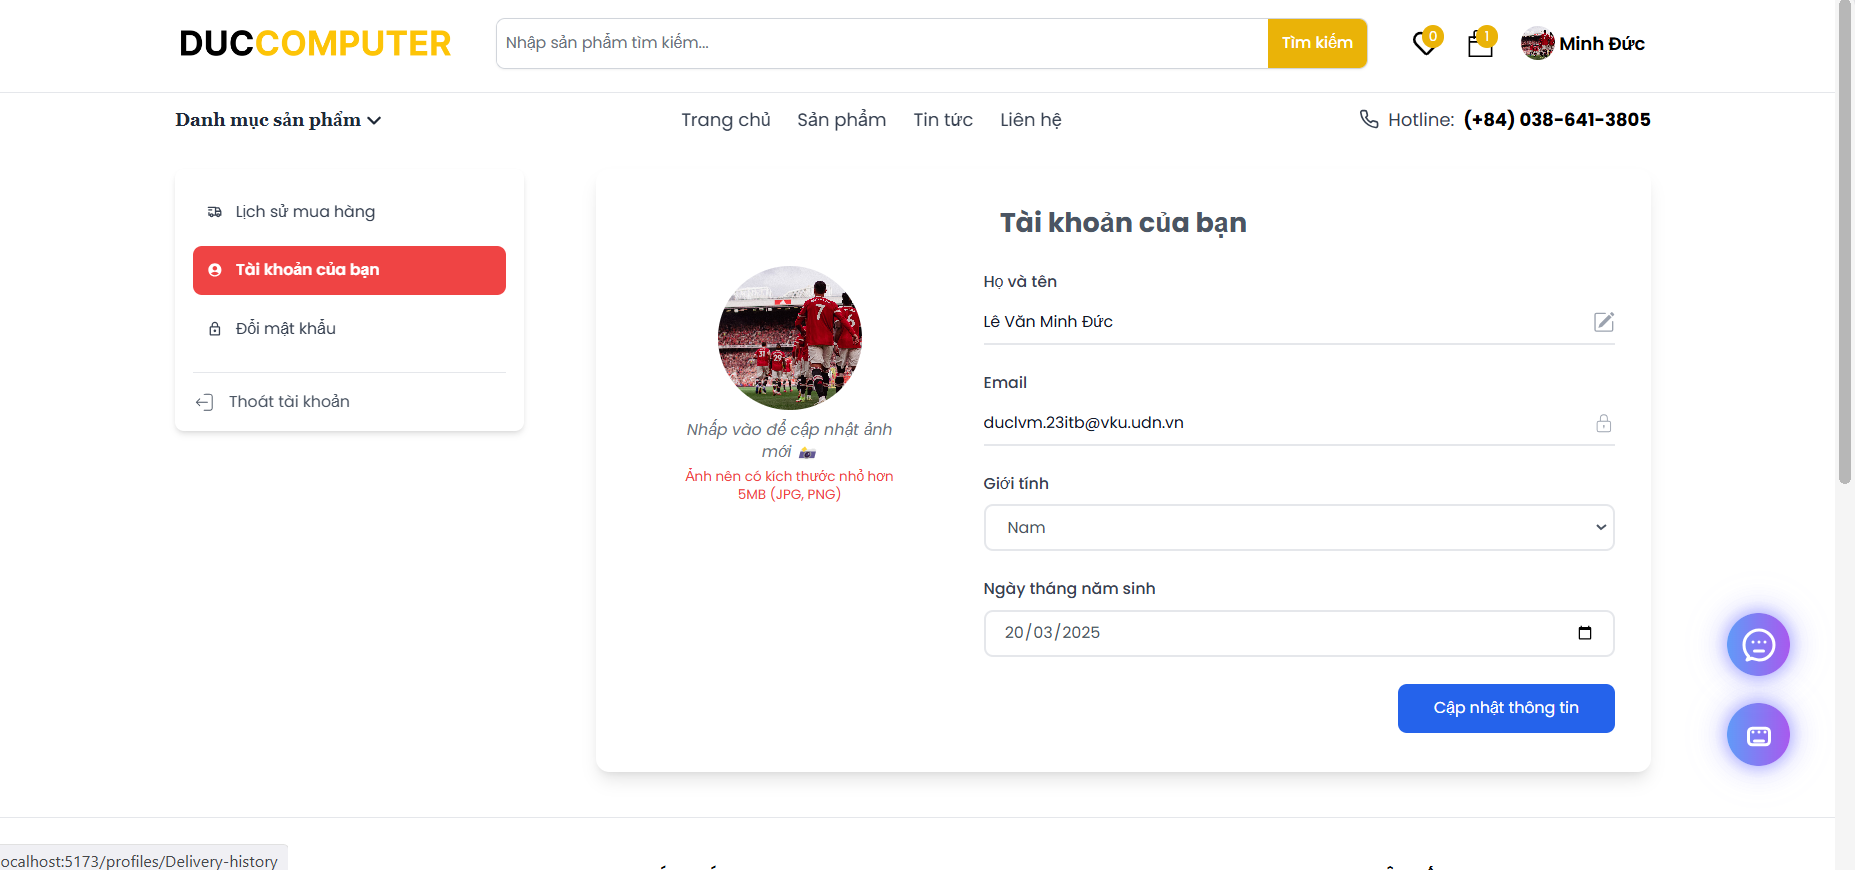 DUCCOMPUTER
Nhập sản phẩm tìm kiếm...
Tìm kiếm
0
1
Minh Đức
Danh mục sản phẩm
Trang chủ
Sản phẩm
Tin tức
Liên hệ
Hotline: (+84) 038-641-3805
Lịch sử mua hàng
Tài khoản của bạn
Đổi mật khẩu
Thoát tài khoản
Tài khoản của bạn
Nhấp vào để cập nhật ảnh
mới
Ảnh nên có kích thước nhỏ hơn
5MB (JPG, PNG)
Họ và tên
Lê Văn Minh Đức
Email
duclvm.23itb@vku.udn.vn
Giới tính
Nam
Ngày tháng năm sinh
20/03/2025
Cập nhật thông tin
ocalhost:5173/profiles/Delivery-history